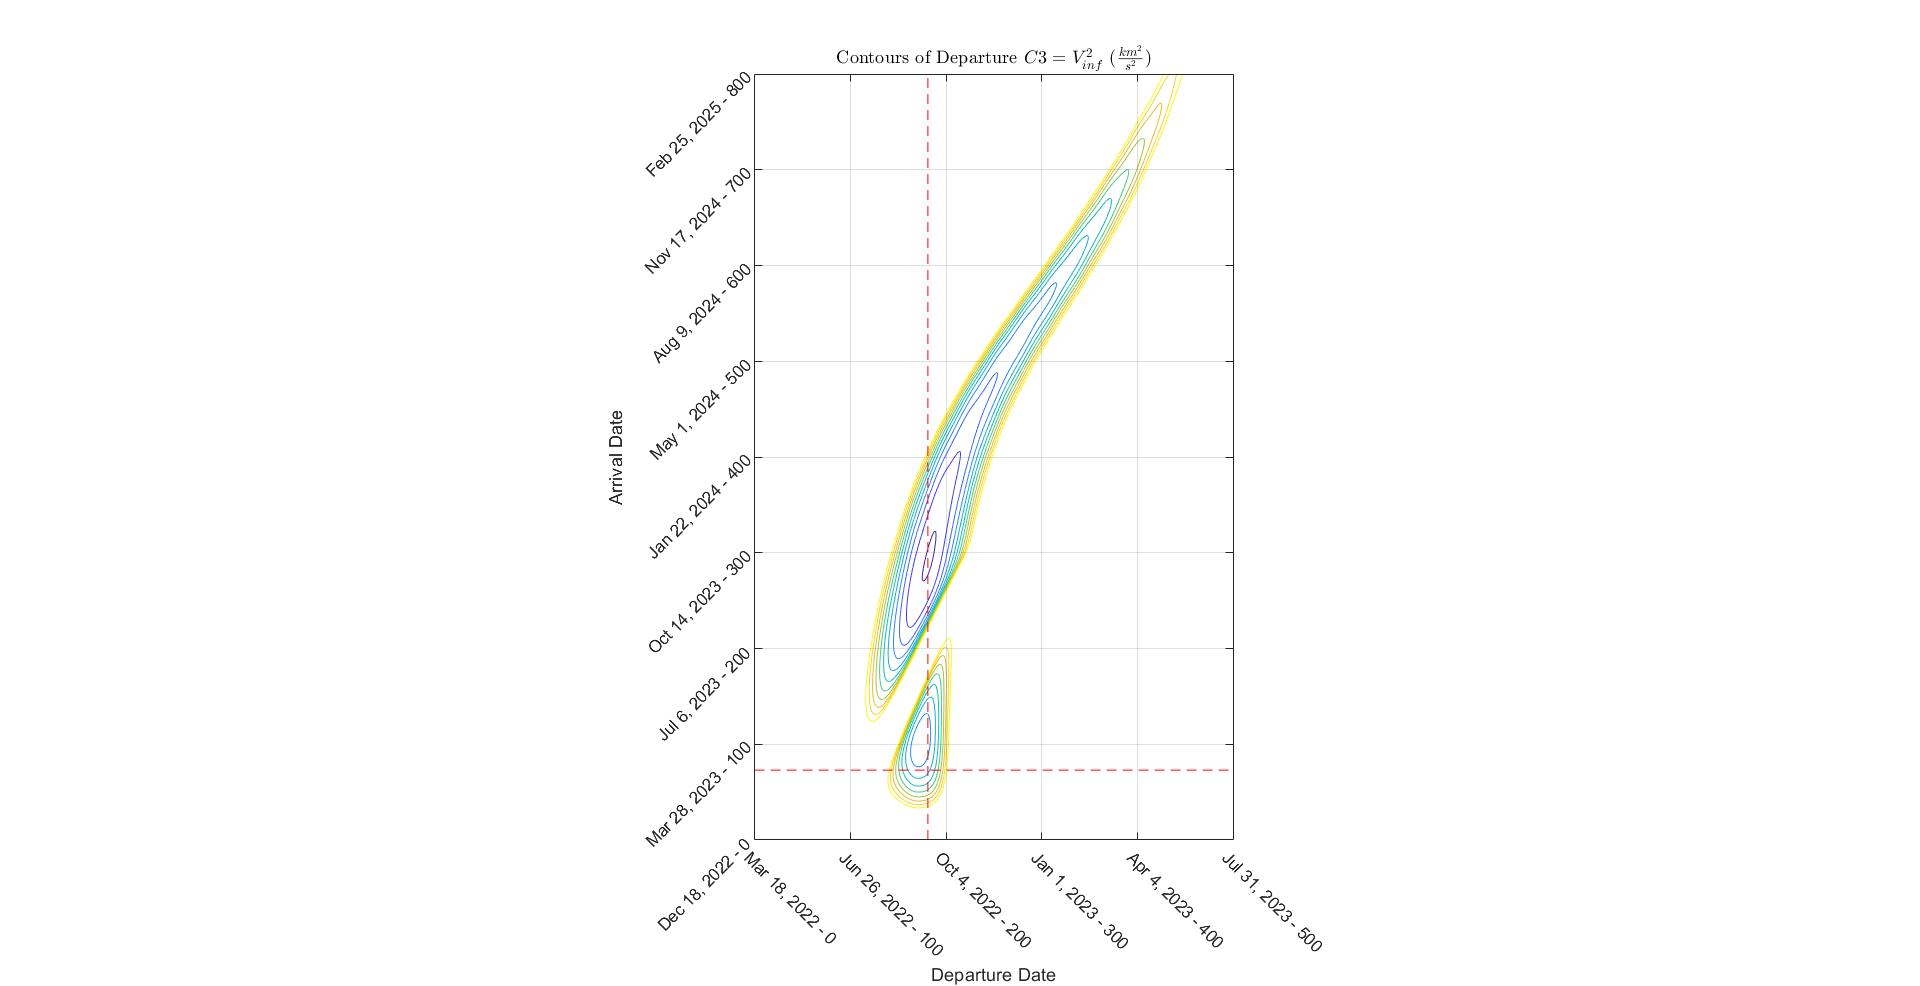 Contours of Departure C3 = V²inf (km²/s²)
Feb 25, 2025 - 800
Nov 17, 2024 - 700
Aug 9, 2024 - 600
May 1, 2024 - 500
Jan 22, 2024 - 400
Oct 14, 2023 - 300
Jul 6, 2023 - 200
Mar 28, 2023 - 100
Dec 18, 2022 - 0
Arrival Date
Mar 18, 2022 - 0
Jun 26, 2022 - 100
Oct 4, 2022 - 200
Jan 1, 2023 - 300
Apr 4, 2023 - 400
Jul 31, 2023 - 500
Departure Date